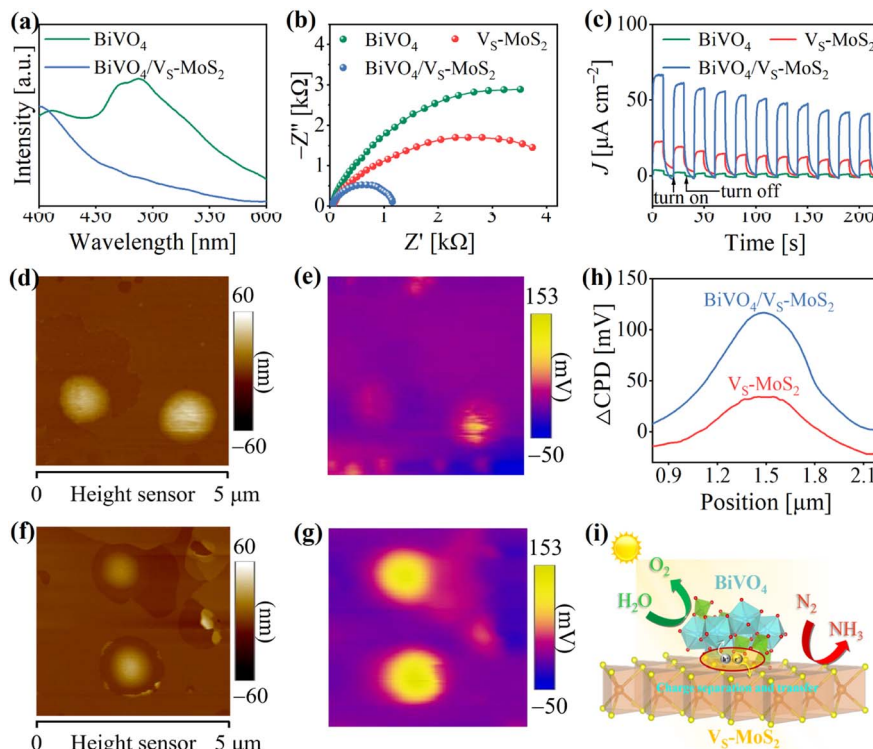 (a)
BiVO4
BiVO4/VS-MoS2
Intensity [a.u.]
400 450 500 550 600
Wavelength [nm]
(b)
BiVO4 VS-MoS2
BiVO4/VS-MoS2
–Z'' [kΩ]
–4
–3
–2
–1
0
0 1 2 3 4
Z' [kΩ]
(c)
BiVO4 VS-MoS2
BiVO4/VS-MoS2
J [μA cm–2]
100
50
0
turn on
turn off
0 50 100 150 200
Time [s]
(d)
60
(nm)
–60
0 Height sensor 5 μm
(e)
153
(mV)
–50
(h)
BiVO4/VS-MoS2
VS-MoS2
ΔCPD [mV]
150
100
50
0
0.9 1.2 1.5 1.8 2.1
Position [μm]
(f)
60
(nm)
–60
0 Height sensor 5 μm
(g)
153
(mV)
–50
(i)
O2
H2O
BiVO4
N2
NH3
Charge separation and transfer
VS-MoS2